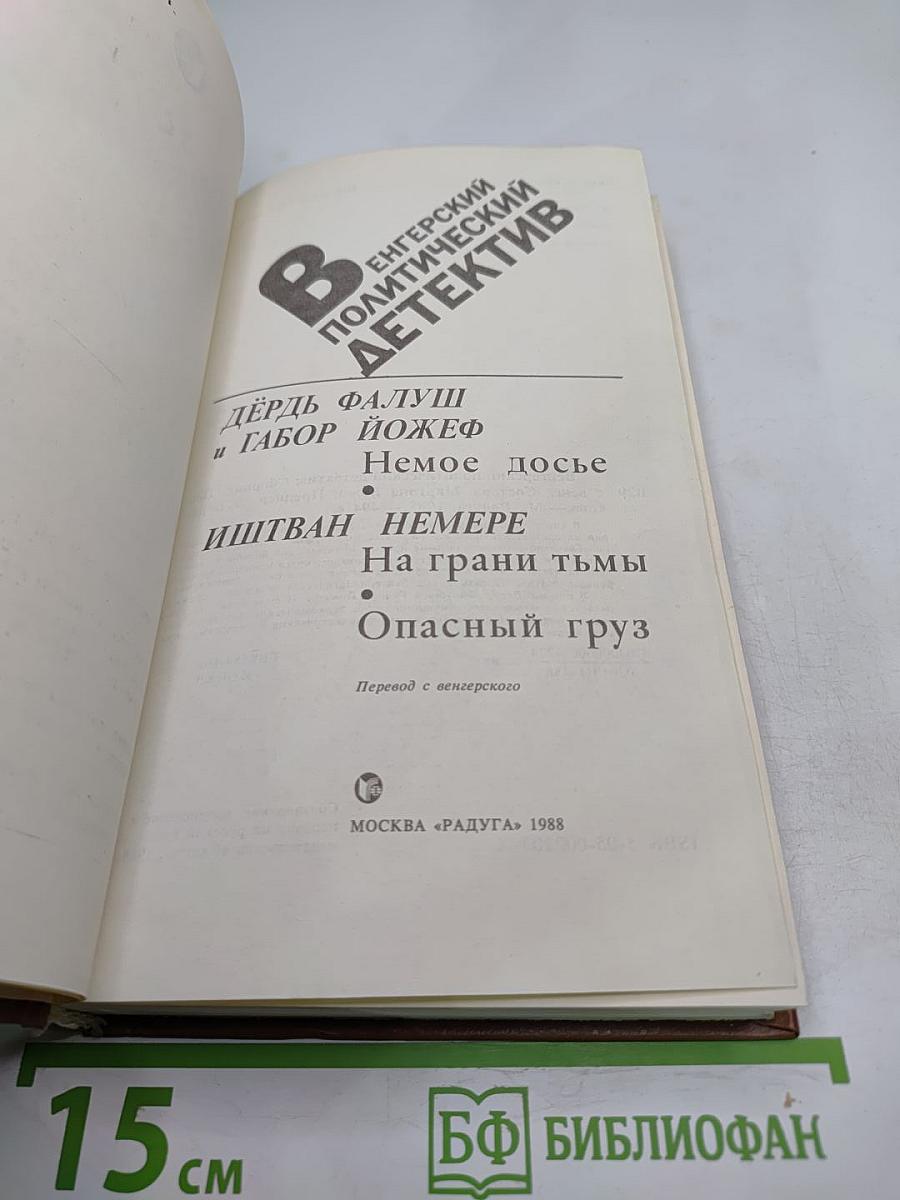 ВЕНГЕРСКИЙ
ПОЛИТИЧЕСКИЙ
ДЕТЕКТИВ
ДЁРДЬ ФАЛУШ
и ГАБОР ЙОЖЕФ
Немое досье
•
ИШТВАН НЕМЕРЕ
На грани тьмы
•
Опасный груз
Перевод с венгерского
МОСКВА «РАДУГА» 1988
15 см
БФ БИБЛИОФАН